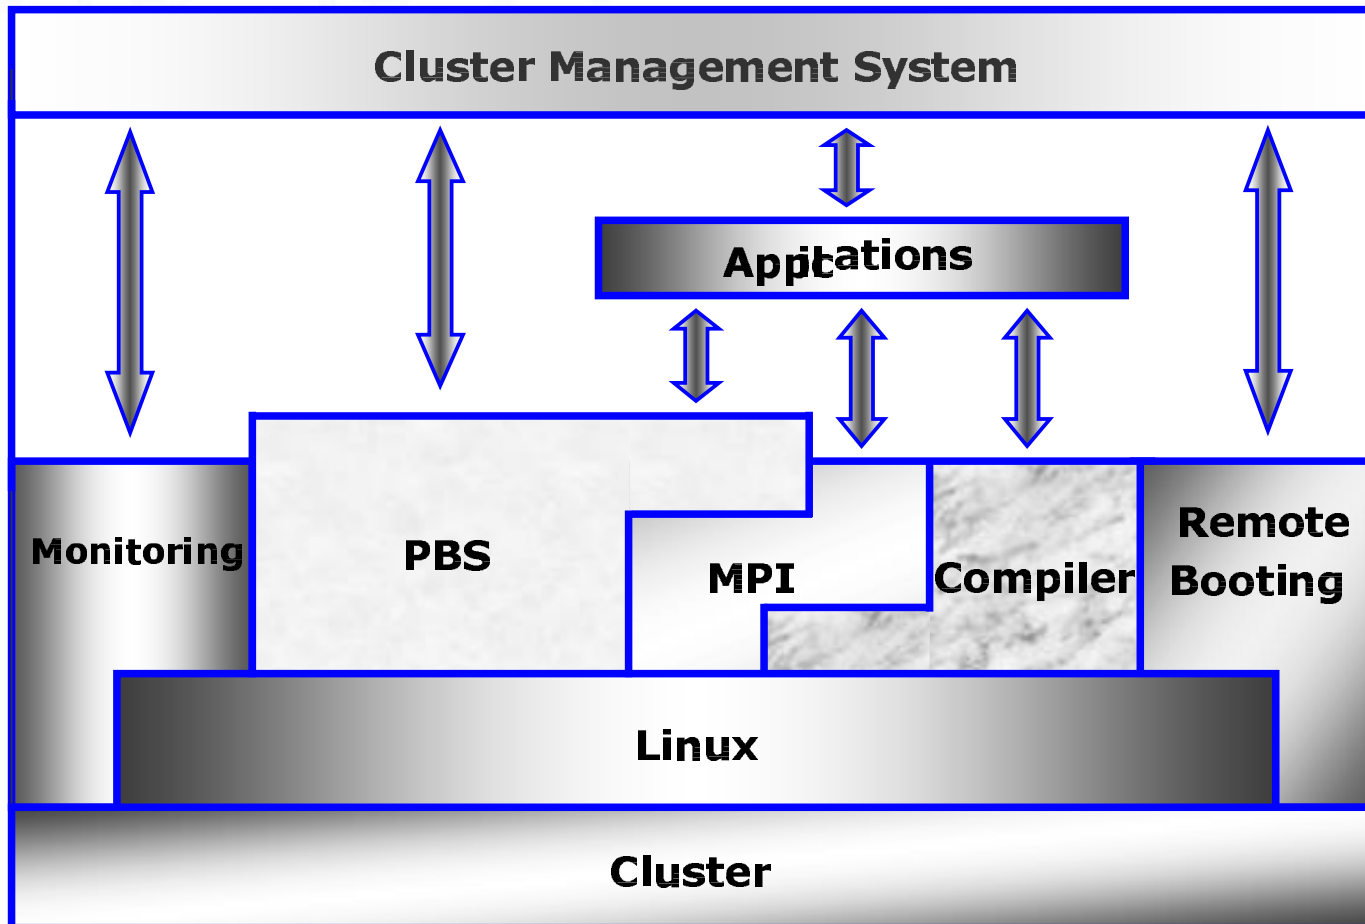 Cluster Management System
Applications
Monitoring
PBS
MPI
Compiler
Remote
Booting
Linux
Cluster